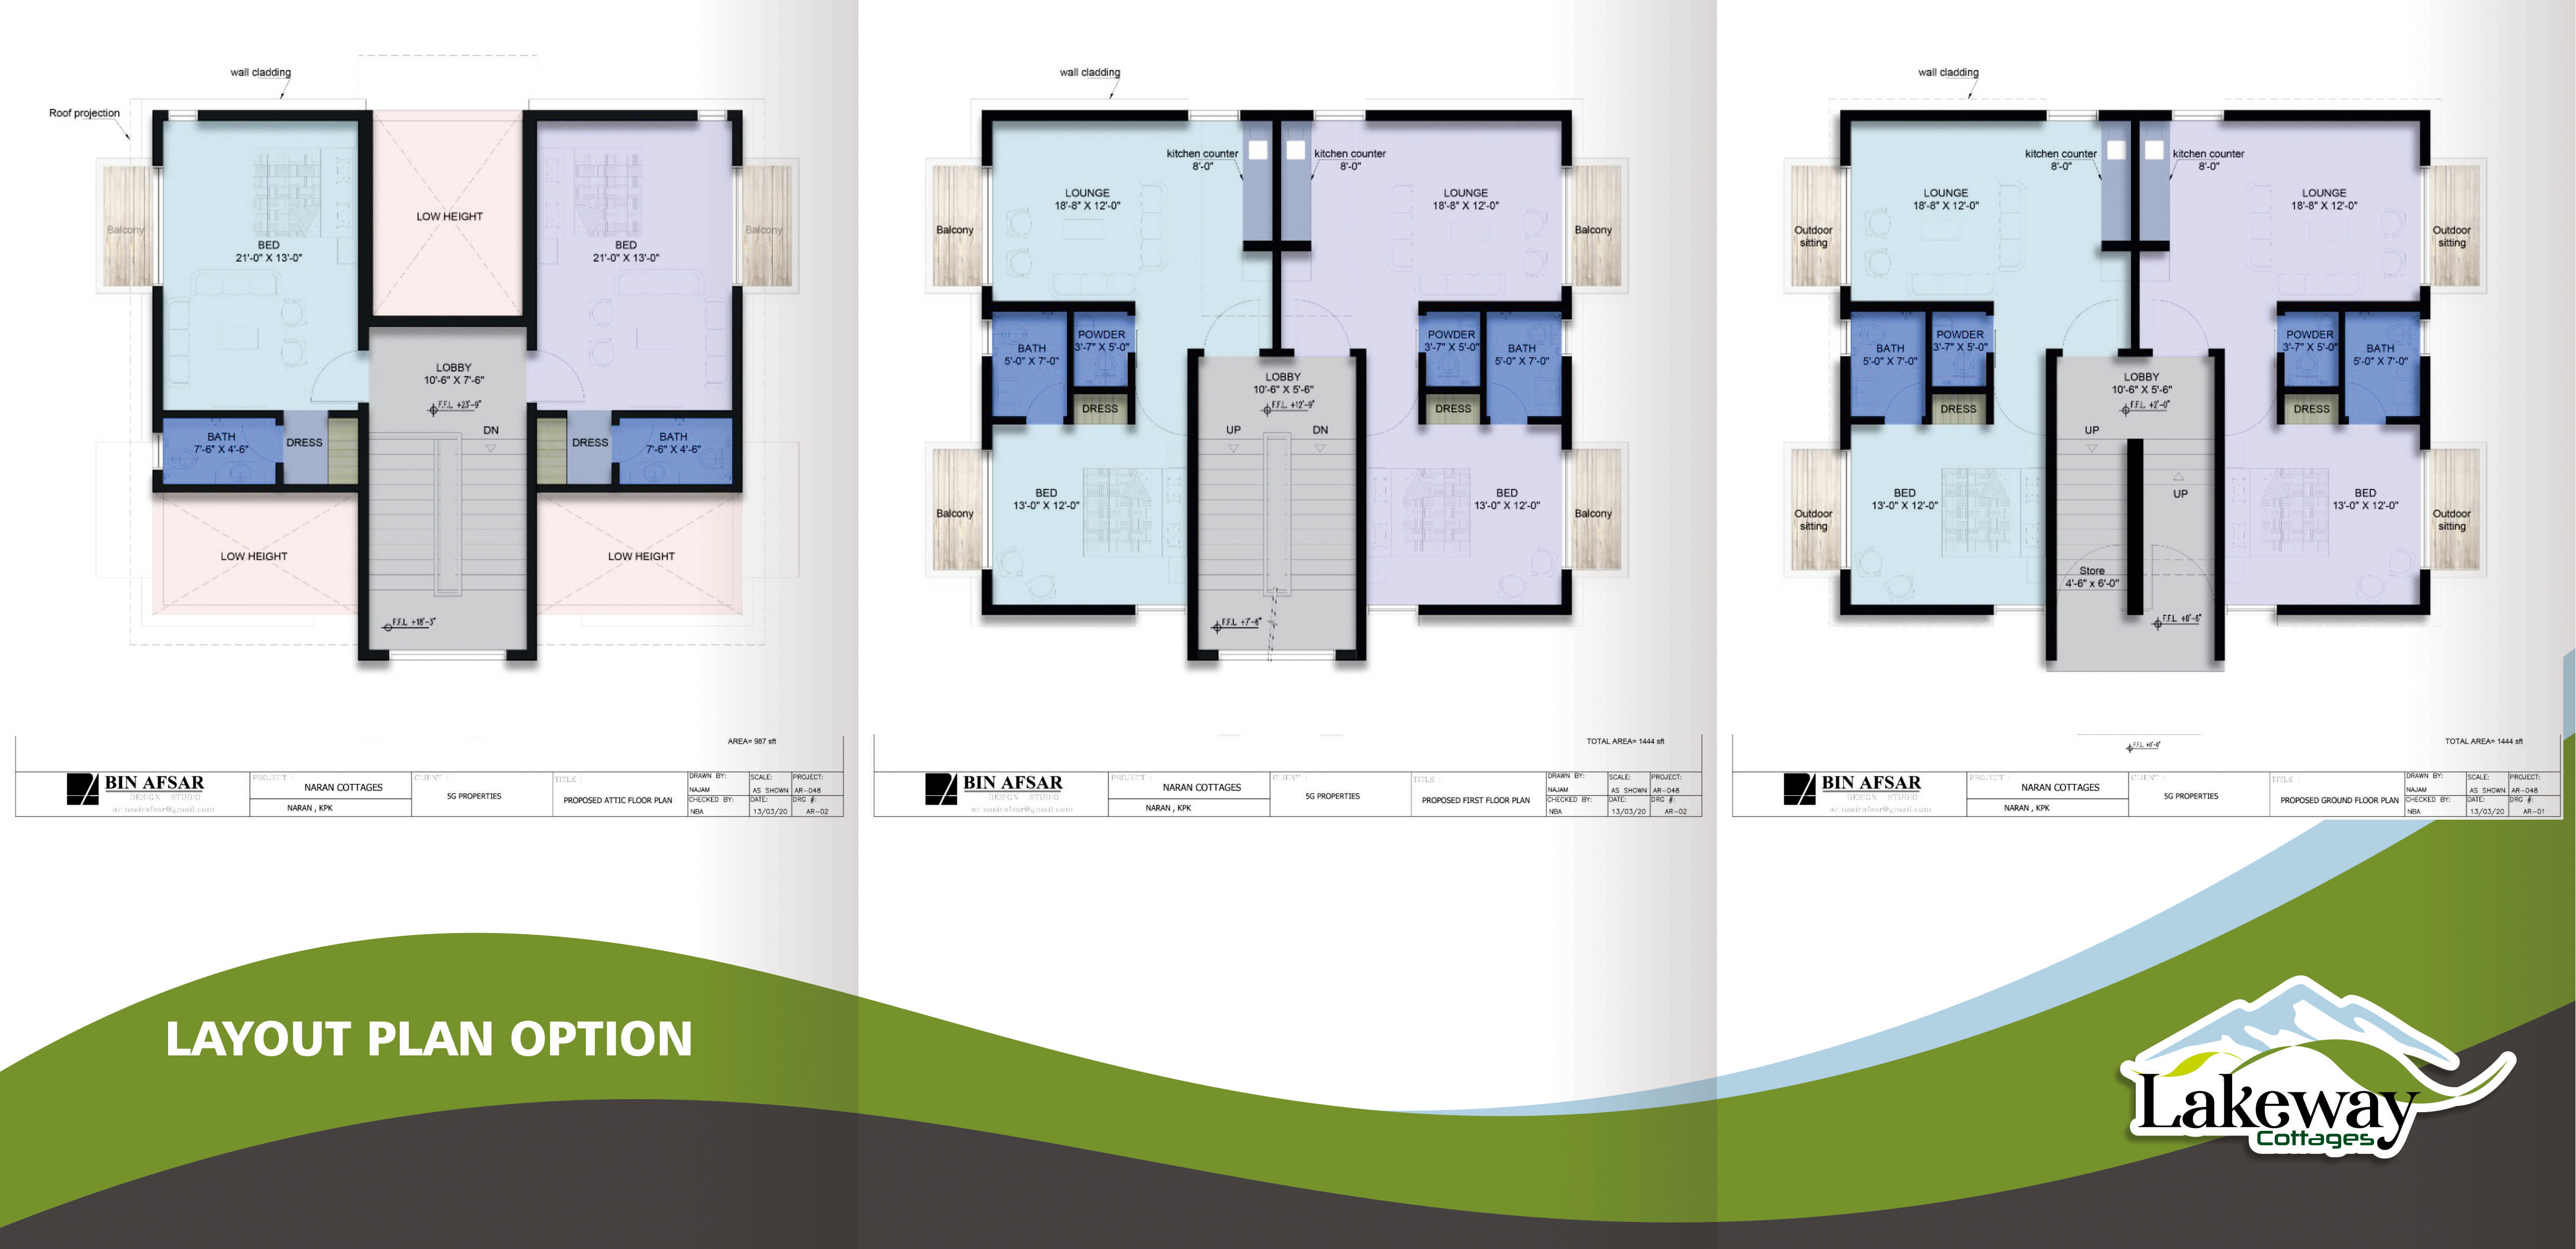 wall cladding
Roof projection
LOW HEIGHT
Balcony
BED
21'-0" X 13'-0"
BED
21'-0" X 13'-0"
Balcony
LOBBY
10'-6" X 7'-6"
F.F.L +23'-9"
DN
BATH
7'-6" X 4'-6"
DRESS
DRESS
BATH
7'-6" X 4'-6"
LOW HEIGHT
LOW HEIGHT
F.F.L +18'-3"
AREA= 987 sft
BIN AFSAR
DESIGN STUDIO
ar.nasirafsar@gmail.com
PROJECT :
NARAN COTTAGES
NARAN , KPK
CLIENT :
5G PROPERTIES
TITLE :
PROPOSED ATTIC FLOOR PLAN
DRAWN BY:
NAJAM
CHECKED BY:
NBA
SCALE:
AS SHOWN
DATE:
13/03/20
PROJECT:
AR-048
DRG #:
AR-02
wall cladding
kitchen counter
8'-0"
kitchen counter
8'-0"
LOUNGE
18'-8" X 12'-0"
LOUNGE
18'-8" X 12'-0"
Balcony
Balcony
BATH
5'-0" X 7'-0"
POWDER
3'-7" X 5'-0"
POWDER
3'-7" X 5'-0"
BATH
5'-0" X 7'-0"
LOBBY
10'-6" X 5'-6"
F.F.L +12'-9"
DRESS
DRESS
UP
DN
BED
13'-0" X 12'-0"
BED
13'-0" X 12'-0"
Balcony
Balcony
F.F.L +7'-6"
TOTAL AREA= 1444 sft
BIN AFSAR
DESIGN STUDIO
ar.nasirafsar@gmail.com
PROJECT :
NARAN COTTAGES
NARAN , KPK
CLIENT :
5G PROPERTIES
TITLE :
PROPOSED FIRST FLOOR PLAN
DRAWN BY:
NAJAM
CHECKED BY:
NBA
SCALE:
AS SHOWN
DATE:
13/03/20
PROJECT:
AR-048
DRG #:
AR-02
wall cladding
kitchen counter
8'-0"
kitchen counter
8'-0"
LOUNGE
18'-8" X 12'-0"
LOUNGE
18'-8" X 12'-0"
Outdoor
sitting
Outdoor
sitting
BATH
5'-0" X 7'-0"
POWDER
3'-7" X 5'-0"
POWDER
3'-7" X 5'-0"
BATH
5'-0" X 7'-0"
LOBBY
10'-6" X 5'-6"
F.F.L +2'-0"
DRESS
DRESS
UP
UP
BED
13'-0" X 12'-0"
BED
13'-0" X 12'-0"
Outdoor
sitting
Outdoor
sitting
Store
4'-6" x 6'-0"
F.F.L +0'-6"
F.F.L +0'-0"
TOTAL AREA= 1444 sft
BIN AFSAR
DESIGN STUDIO
ar.nasirafsar@gmail.com
PROJECT :
NARAN COTTAGES
NARAN , KPK
CLIENT :
5G PROPERTIES
TITLE :
PROPOSED GROUND FLOOR PLAN
DRAWN BY:
NAJAM
CHECKED BY:
NBA
SCALE:
AS SHOWN
DATE:
13/03/20
PROJECT:
AR-048
DRG #:
AR-01
LAYOUT PLAN OPTION
Lakeway
Cottages